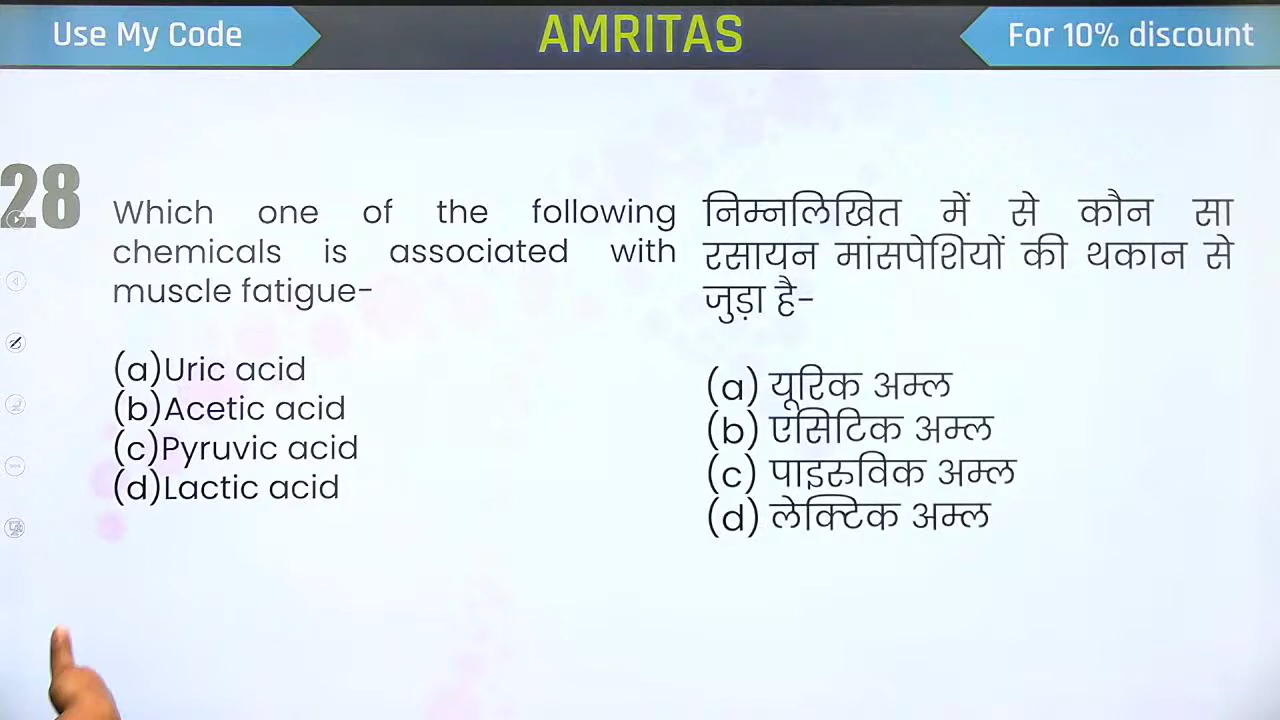 Use My Code
AMRITAS
For 10% discount
28
Which one of the following
chemicals is associated with
muscle fatigue-
(a)Uric acid
(b)Acetic acid
(c)Pyruvic acid
(d)Lactic acid
निम्नलिखित में से कौन सा
रसायन मांसपेशियों की थकान से
जुड़ा है-
(a) यूरिक अम्ल
(b) एसिटिक अम्ल
(c) पाइरुविक अम्ल
(d) लेक्टिक अम्ल